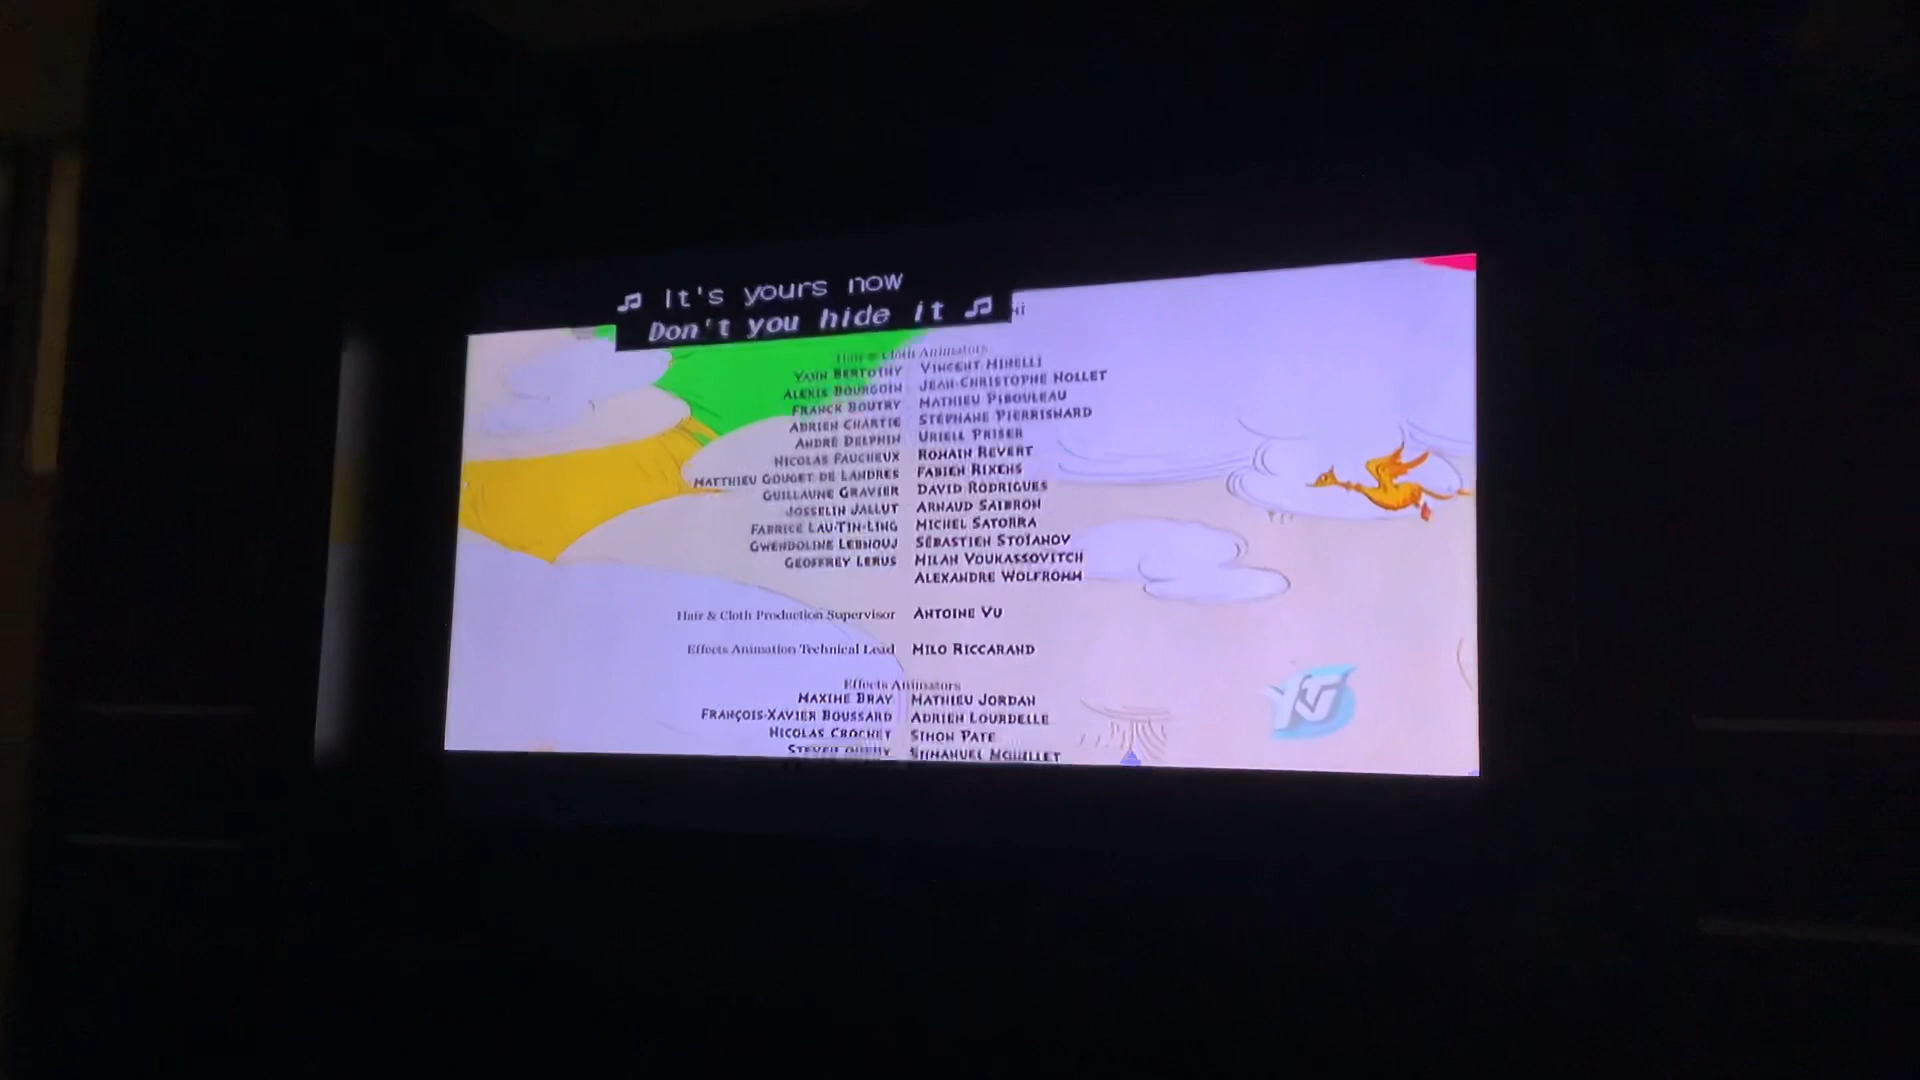 ♫ It's yours now
Don't you hide it ♫
Hair & Cloth Animators
YANN BERTOTHY VINCENT MINELLI
ALEXIS BOURGOIN JEAN-CHRISTOPHE NOLLET
FRANCK BOUTRY MATHIEU PIBOULEAU
ADRIEN CHARTIE STÉPHANE PIERRISNARD
ANDRÉ DELPHIN URIELL PRISER
NICOLAS FAUCHEUX ROMAIN REVERT
MATTHIEU GOUGET DE LANDRES FABIEN RIXENS
GUILLAUME GRAVIER DAVID RODRIGUES
JOSSELIN JALLUT ARNAUD SAIBRON
FABRICE LAU-TIN-LING MICHEL SATORRA
GWENDOLINE LEBHOUJ SÉBASTIEN STOÏANOV
GEOFFREY LERUS MILAN VOUKASSOVITCH
ALEXANDRE WOLFROMM
Hair & Cloth Production Supervisor ANTOINE VU
Effects Animation Technical Lead MILO RICCARAND
Effects Animators
MAXIME BRAY MATHIEU JORDAN
FRANÇOIS-XAVIER BOUSSARD ADRIEN LOURDELLE
NICOLAS CROCHEY SIMON PATE
EMMANUEL
YTV